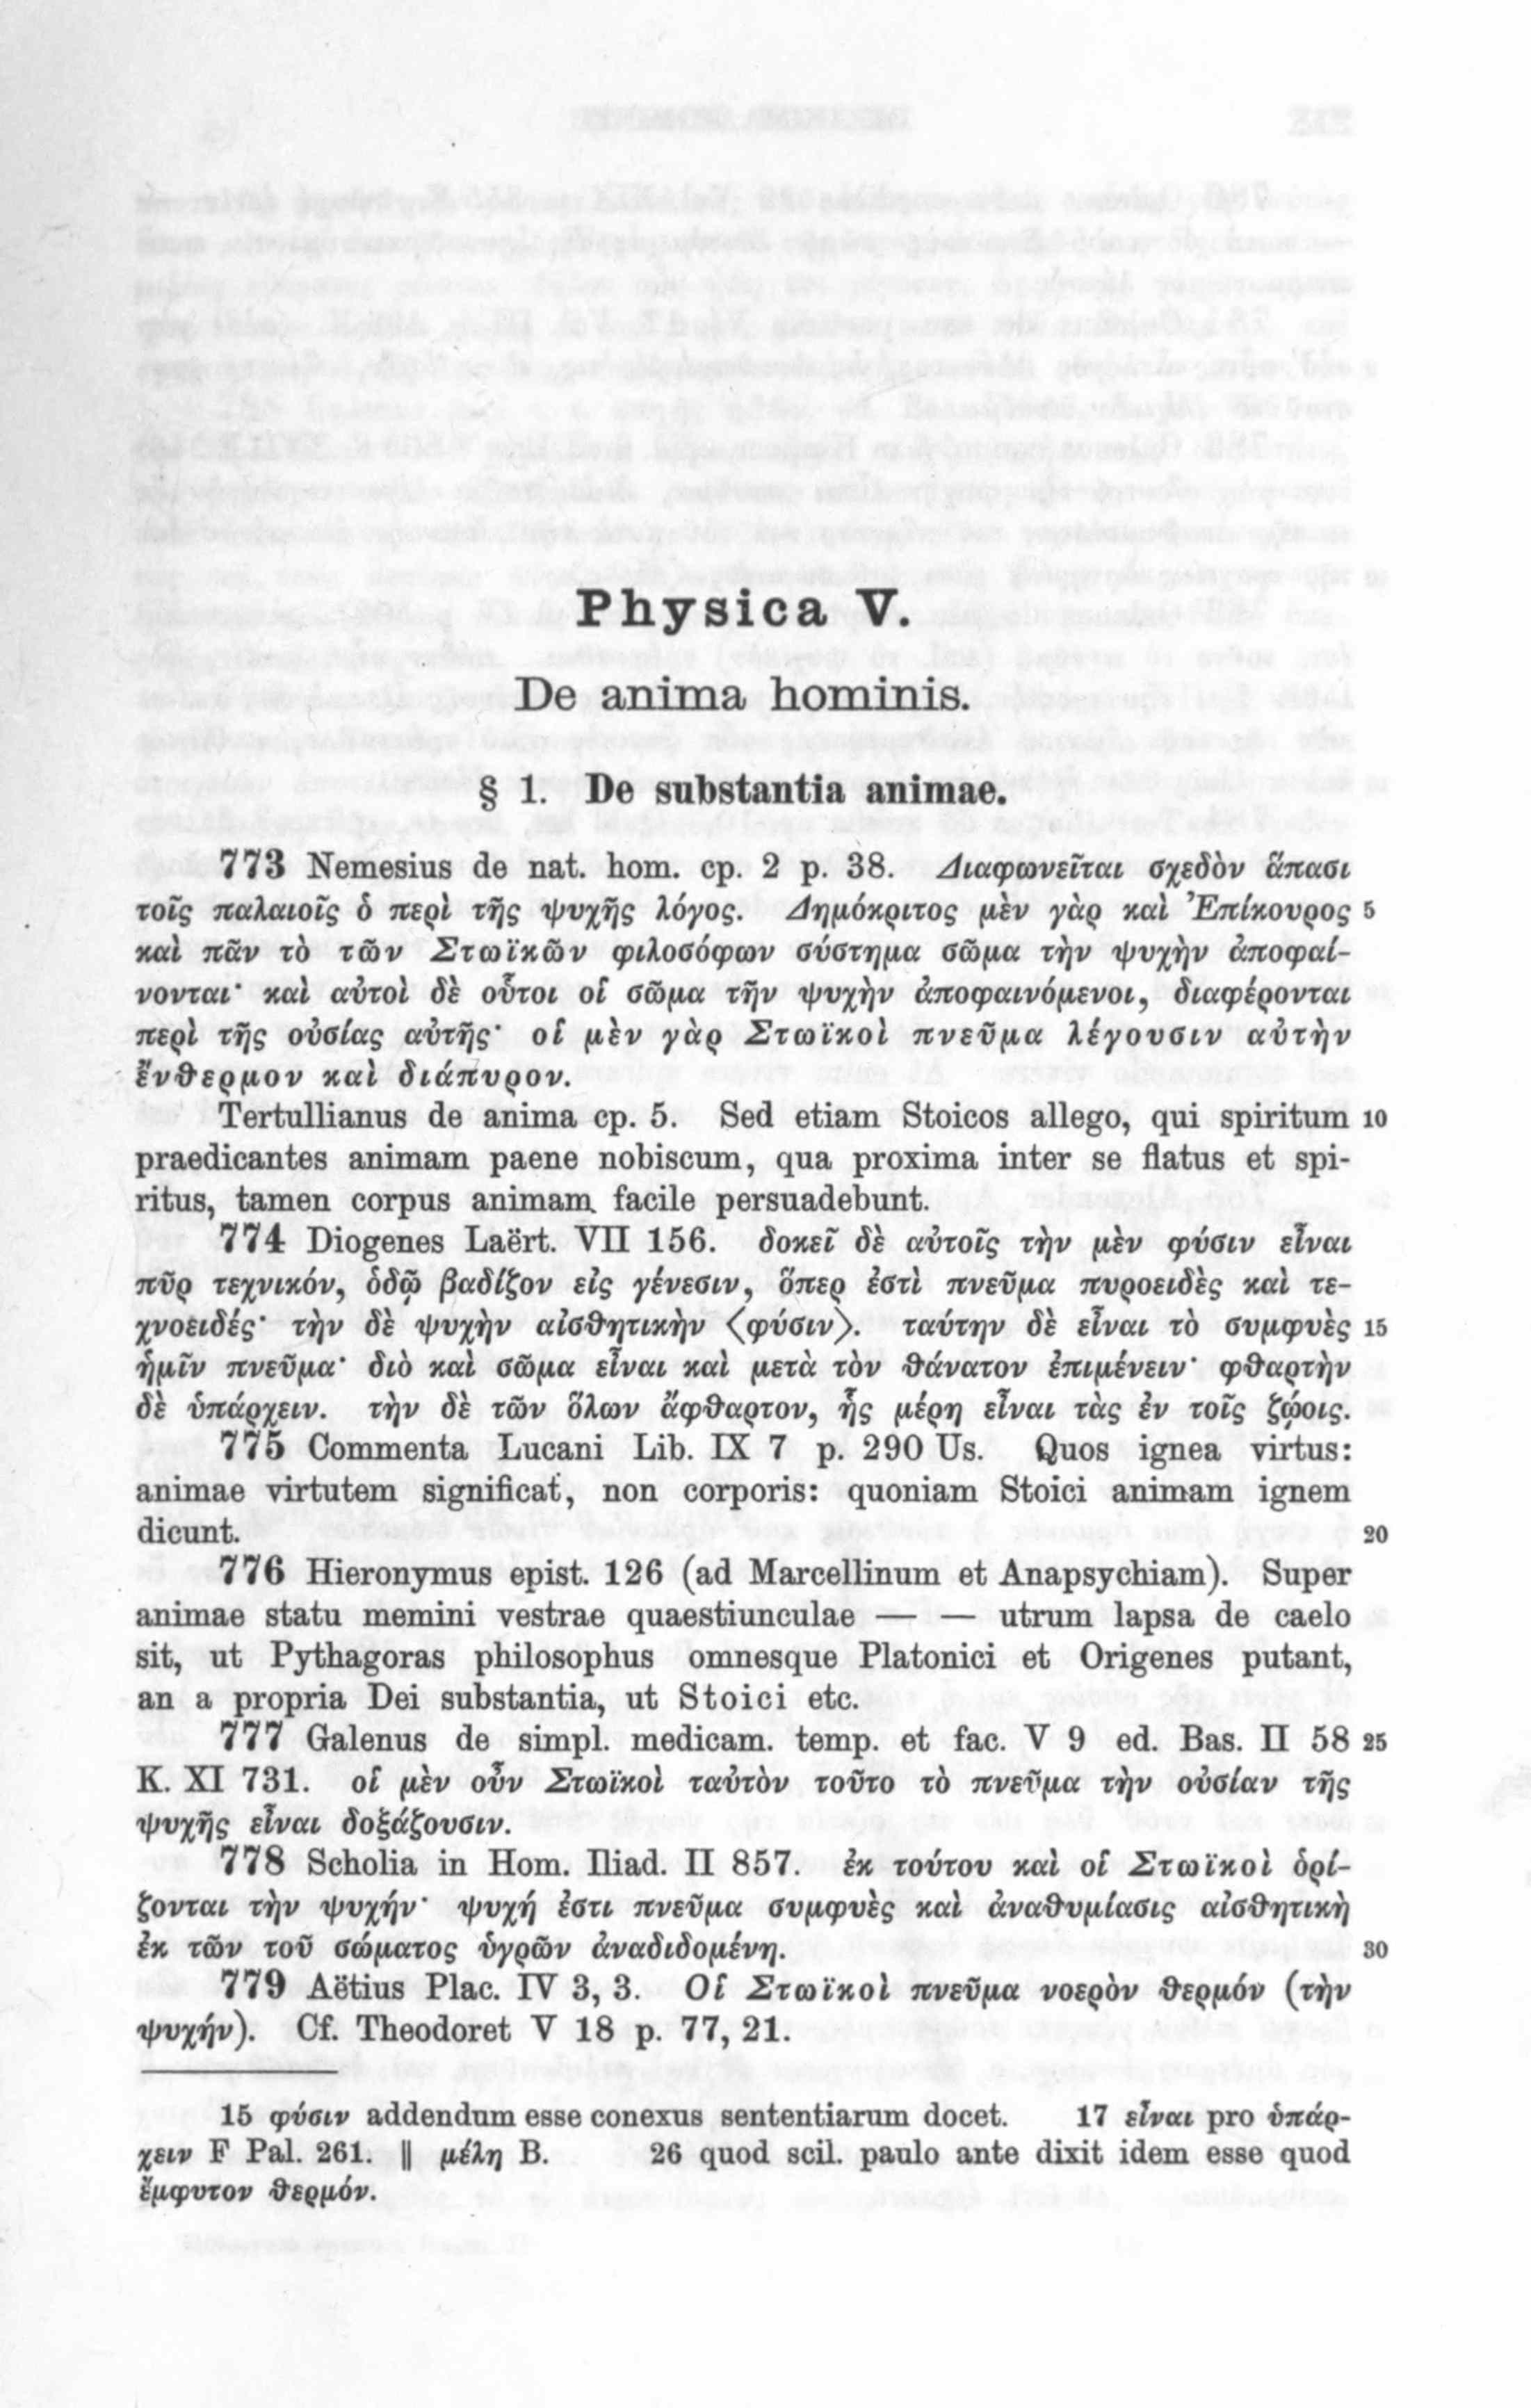 Physica V.
De anima hominis.
§ 1. De substantia animae.
773 Nemesius de nat. hom. cp. 2 p. 38. Διαφωνεῖται σχεδὸν ἅπασι
τοῖς παλαιοῖς ὁ περὶ τῆς ψυχῆς λόγος. Δημόκριτος μὲν γὰρ καὶ Ἐπίκουρος 5
καὶ πᾶν τὸ τῶν Στωϊκῶν φιλοσόφων σύστημα σῶμα τὴν ψυχὴν ἀποφαί-
νονται· καὶ αὐτοὶ δὲ οὗτοι οἱ σῶμα τῆν ψυχὴν ἀποφαινόμενοι, διαφέρονται
περὶ τῆς οὐσίας αὐτῆς· οἱ μὲν γὰρ Στωϊκοὶ πνεῦμα λέγουσιν αὐτὴν
ἔνθερμον καὶ διάπυρον.
Tertullianus de anima cp. 5. Sed etiam Stoicos allego, qui spiritum 10
praedicantes animam paene nobiscum, qua proxima inter se flatus et spi-
ritus, tamen corpus animam facile persuadebunt.
774 Diogenes Laërt. VII 156. δοκεῖ δὲ αὐτοῖς τὴν μὲν φύσιν εἶναι
πῦρ τεχνικόν, ὁδῷ βαδίζον εἰς γένεσιν, ὅπερ ἐστὶ πνεῦμα πυροειδὲς καὶ τε-
χνοειδές· τὴν δὲ ψυχὴν αἰσθητικὴν ⟨φύσιν⟩. ταύτην δὲ εἶναι τὸ συμφυὲς 15
ἡμῖν πνεῦμα· διὸ καὶ σῶμα εἶναι καὶ μετὰ τὸν θάνατον ἐπιμένειν· φθαρτὴν
δὲ ὑπάρχειν. τὴν δὲ τῶν ὅλων ἄφθαρτον, ἧς μέρη εἶναι τὰς ἐν τοῖς ζῴοις.
775 Commenta Lucani Lib. IX 7 p. 290 Us. Quos ignea virtus:
animae virtutem significat, non corporis: quoniam Stoici animam ignem
dicunt. 20
776 Hieronymus epist. 126 (ad Marcellinum et Anapsychiam). Super
animae statu memini vestrae quaestiunculae — — utrum lapsa de caelo
sit, ut Pythagoras philosophus omnesque Platonici et Origenes putant,
an a propria Dei substantia, ut Stoici etc.
777 Galenus de simpl. medicam. temp. et fac. V 9 ed. Bas. II 58 25
K. XI 731. οἱ μὲν οὖν Στωϊκοὶ ταὐτὸν τοῦτο τὸ πνεῦμα τὴν οὐσίαν τῆς
ψυχῆς εἶναι δοξάζουσιν.
778 Scholia in Hom. Iliad. II 857. ἐκ τούτου καὶ οἱ Στωϊκοὶ ὁρί-
ζονται τὴν ψυχήν· ψυχή ἐστι πνεῦμα συμφυὲς καὶ ἀναθυμίασις αἰσθητικὴ
ἐκ τῶν τοῦ σώματος ὑγρῶν ἀναδιδομένη. 30
779 Aëtius Plac. IV 3, 3. Οἱ Στωϊκοὶ πνεῦμα νοερὸν θερμόν (τὴν
ψυχήν). Cf. Theodoret V 18 p. 77, 21.
15 φύσιν addendum esse conexus sententiarum docet. 17 εἶναι pro ὑπάρ-
χειν F Pal. 261. || μέλη B. 26 quod scil. paulo ante dixit idem esse quod
ἔμφυτον θερμόν.